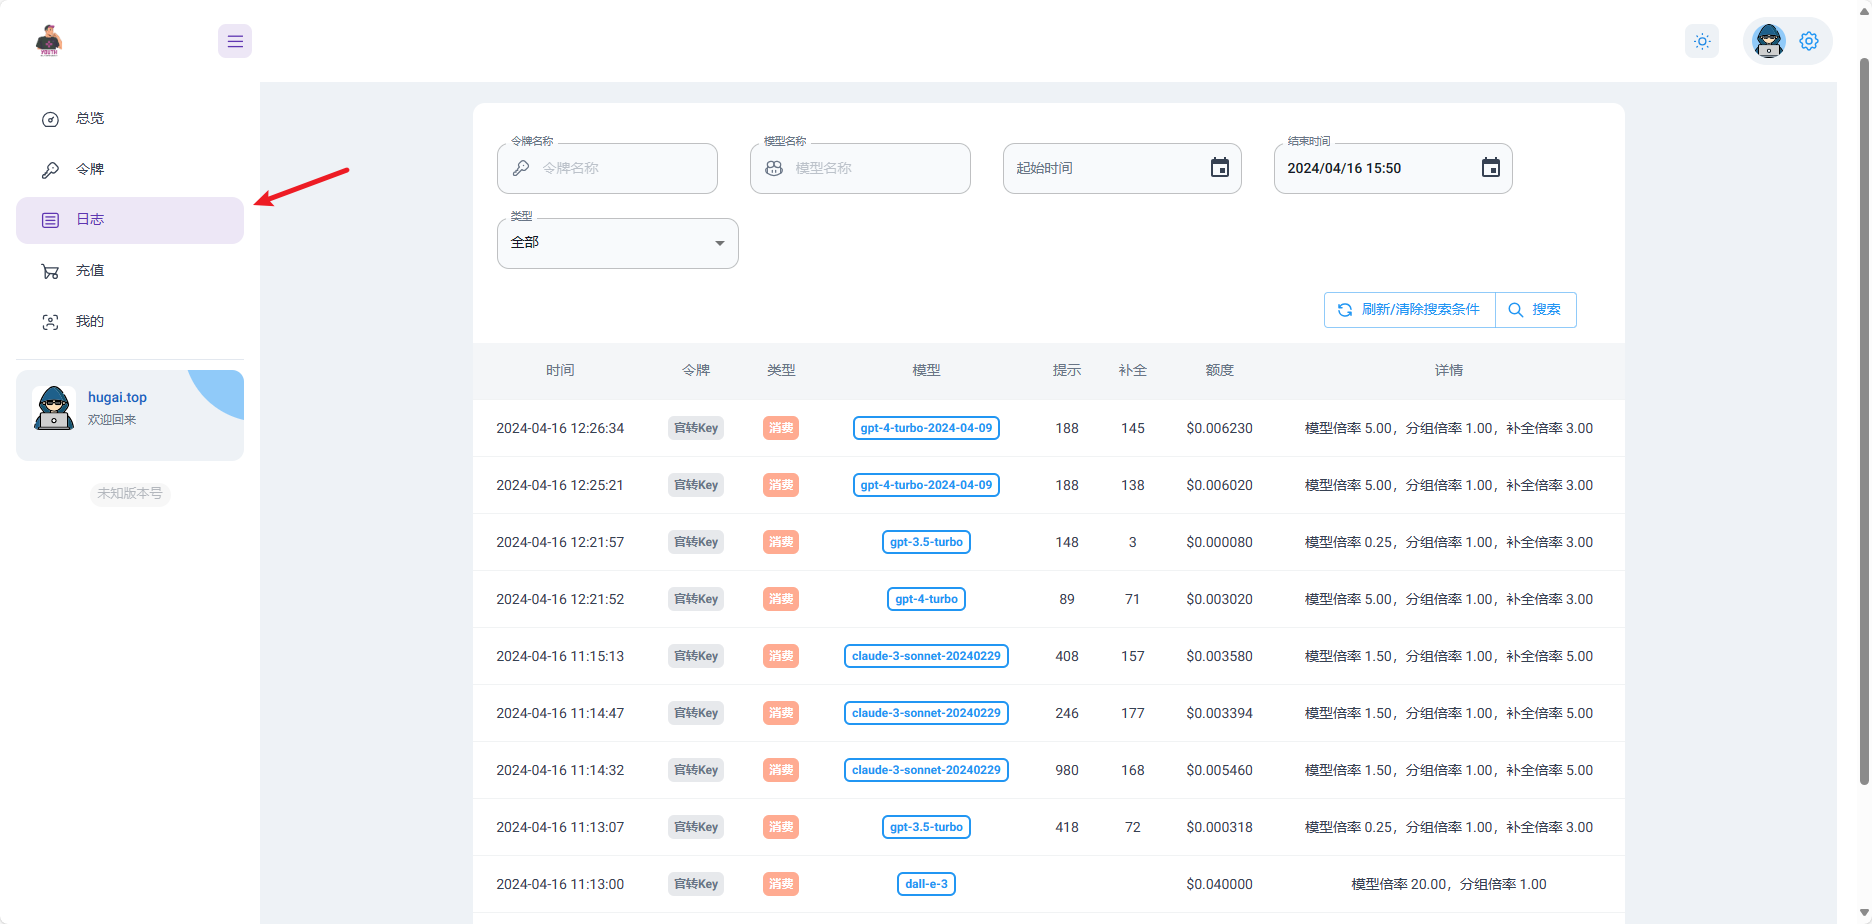 YOUTH
总览
令牌
日志
充值
我的
hugai.top
欢迎回来
未知版本号
令牌名称
令牌名称
模型名称
模型名称
起始时间
结束时间
2024/04/16 15:50
类型
全部
刷新/清除搜索条件 搜索
时间 令牌 类型 模型 提示 补全 额度 详情
2024-04-16 12:26:34 官转Key 消费 gpt-4-turbo-2024-04-09 188 145 $0.006230 模型倍率 5.00，分组倍率 1.00，补全倍率 3.00
2024-04-16 12:25:21 官转Key 消费 gpt-4-turbo-2024-04-09 188 138 $0.006020 模型倍率 5.00，分组倍率 1.00，补全倍率 3.00
2024-04-16 12:21:57 官转Key 消费 gpt-3.5-turbo 148 3 $0.000080 模型倍率 0.25，分组倍率 1.00，补全倍率 3.00
2024-04-16 12:21:52 官转Key 消费 gpt-4-turbo 89 71 $0.003020 模型倍率 5.00，分组倍率 1.00，补全倍率 3.00
2024-04-16 11:15:13 官转Key 消费 claude-3-sonnet-20240229 408 157 $0.003580 模型倍率 1.50，分组倍率 1.00，补全倍率 5.00
2024-04-16 11:14:47 官转Key 消费 claude-3-sonnet-20240229 246 177 $0.003394 模型倍率 1.50，分组倍率 1.00，补全倍率 5.00
2024-04-16 11:14:32 官转Key 消费 claude-3-sonnet-20240229 980 168 $0.005460 模型倍率 1.50，分组倍率 1.00，补全倍率 5.00
2024-04-16 11:13:07 官转Key 消费 gpt-3.5-turbo 418 72 $0.000318 模型倍率 0.25，分组倍率 1.00，补全倍率 3.00
2024-04-16 11:13:00 官转Key 消费 dall-e-3 $0.040000 模型倍率 20.00，分组倍率 1.00